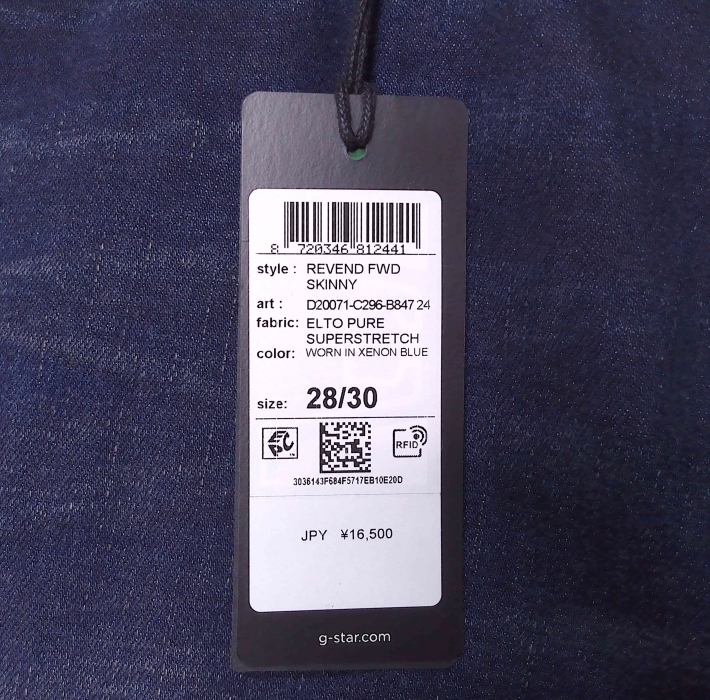 8 720346 812441
style : REVEND FWD
SKINNY
art : D20071-C296-B847 24
fabric: ELTO PURE
SUPERSTRETCH
color: WORN IN XENON BLUE
size: 28/30
EPC RFID
3036143F684F5717EB10E20D
JPY ¥16,500
g-star.com